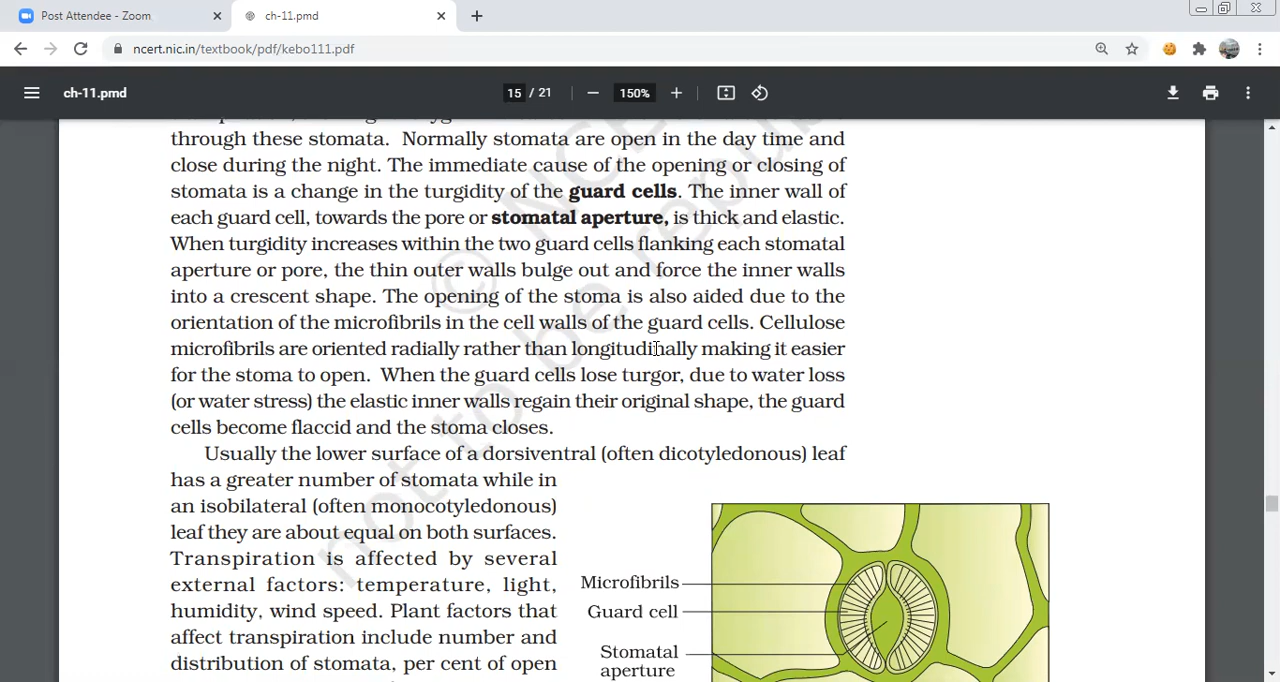 Post Attendee - Zoom
ch-11.pmd
ncert.nic.in/textbook/pdf/kebo111.pdf
ch-11.pmd
15 / 21
150%
through these stomata. Normally stomata are open in the day time and
close during the night. The immediate cause of the opening or closing of
stomata is a change in the turgidity of the guard cells. The inner wall of
each guard cell, towards the pore or stomatal aperture, is thick and elastic.
When turgidity increases within the two guard cells flanking each stomatal
aperture or pore, the thin outer walls bulge out and force the inner walls
into a crescent shape. The opening of the stoma is also aided due to the
orientation of the microfibrils in the cell walls of the guard cells. Cellulose
microfibrils are oriented radially rather than longitudinally making it easier
for the stoma to open. When the guard cells lose turgor, due to water loss
(or water stress) the elastic inner walls regain their original shape, the guard
cells become flaccid and the stoma closes.
Usually the lower surface of a dorsiventral (often dicotyledonous) leaf
has a greater number of stomata while in
an isobilateral (often monocotyledonous)
leaf they are about equal on both surfaces.
Transpiration is affected by several
external factors: temperature, light,
humidity, wind speed. Plant factors that
affect transpiration include number and
distribution of stomata, per cent of open
Microfibrils
Guard cell
Stomatal
aperture
© NCERT
not to be republ